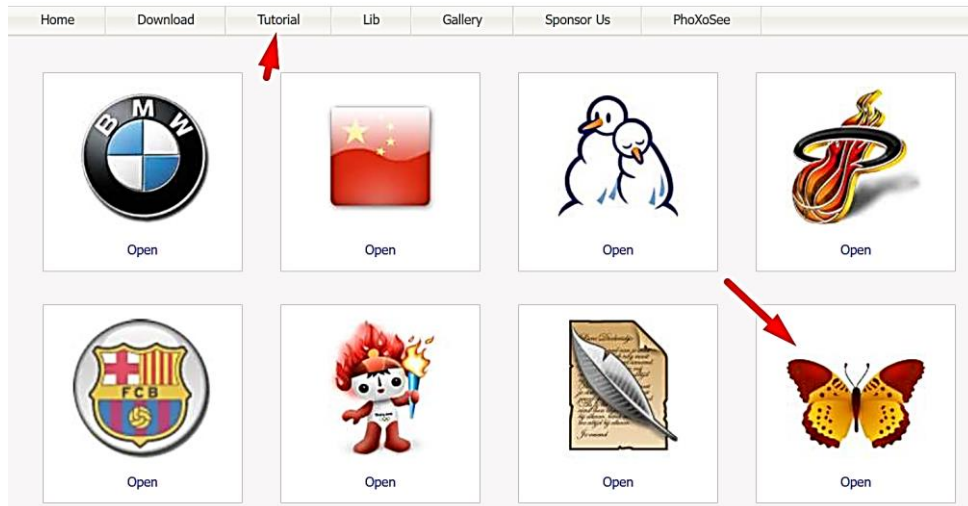 Home Download Tutorial Lib Gallery Sponsor Us PhoXoSee
BMW
Open Open Open Open
FCB
Open Open Open Open